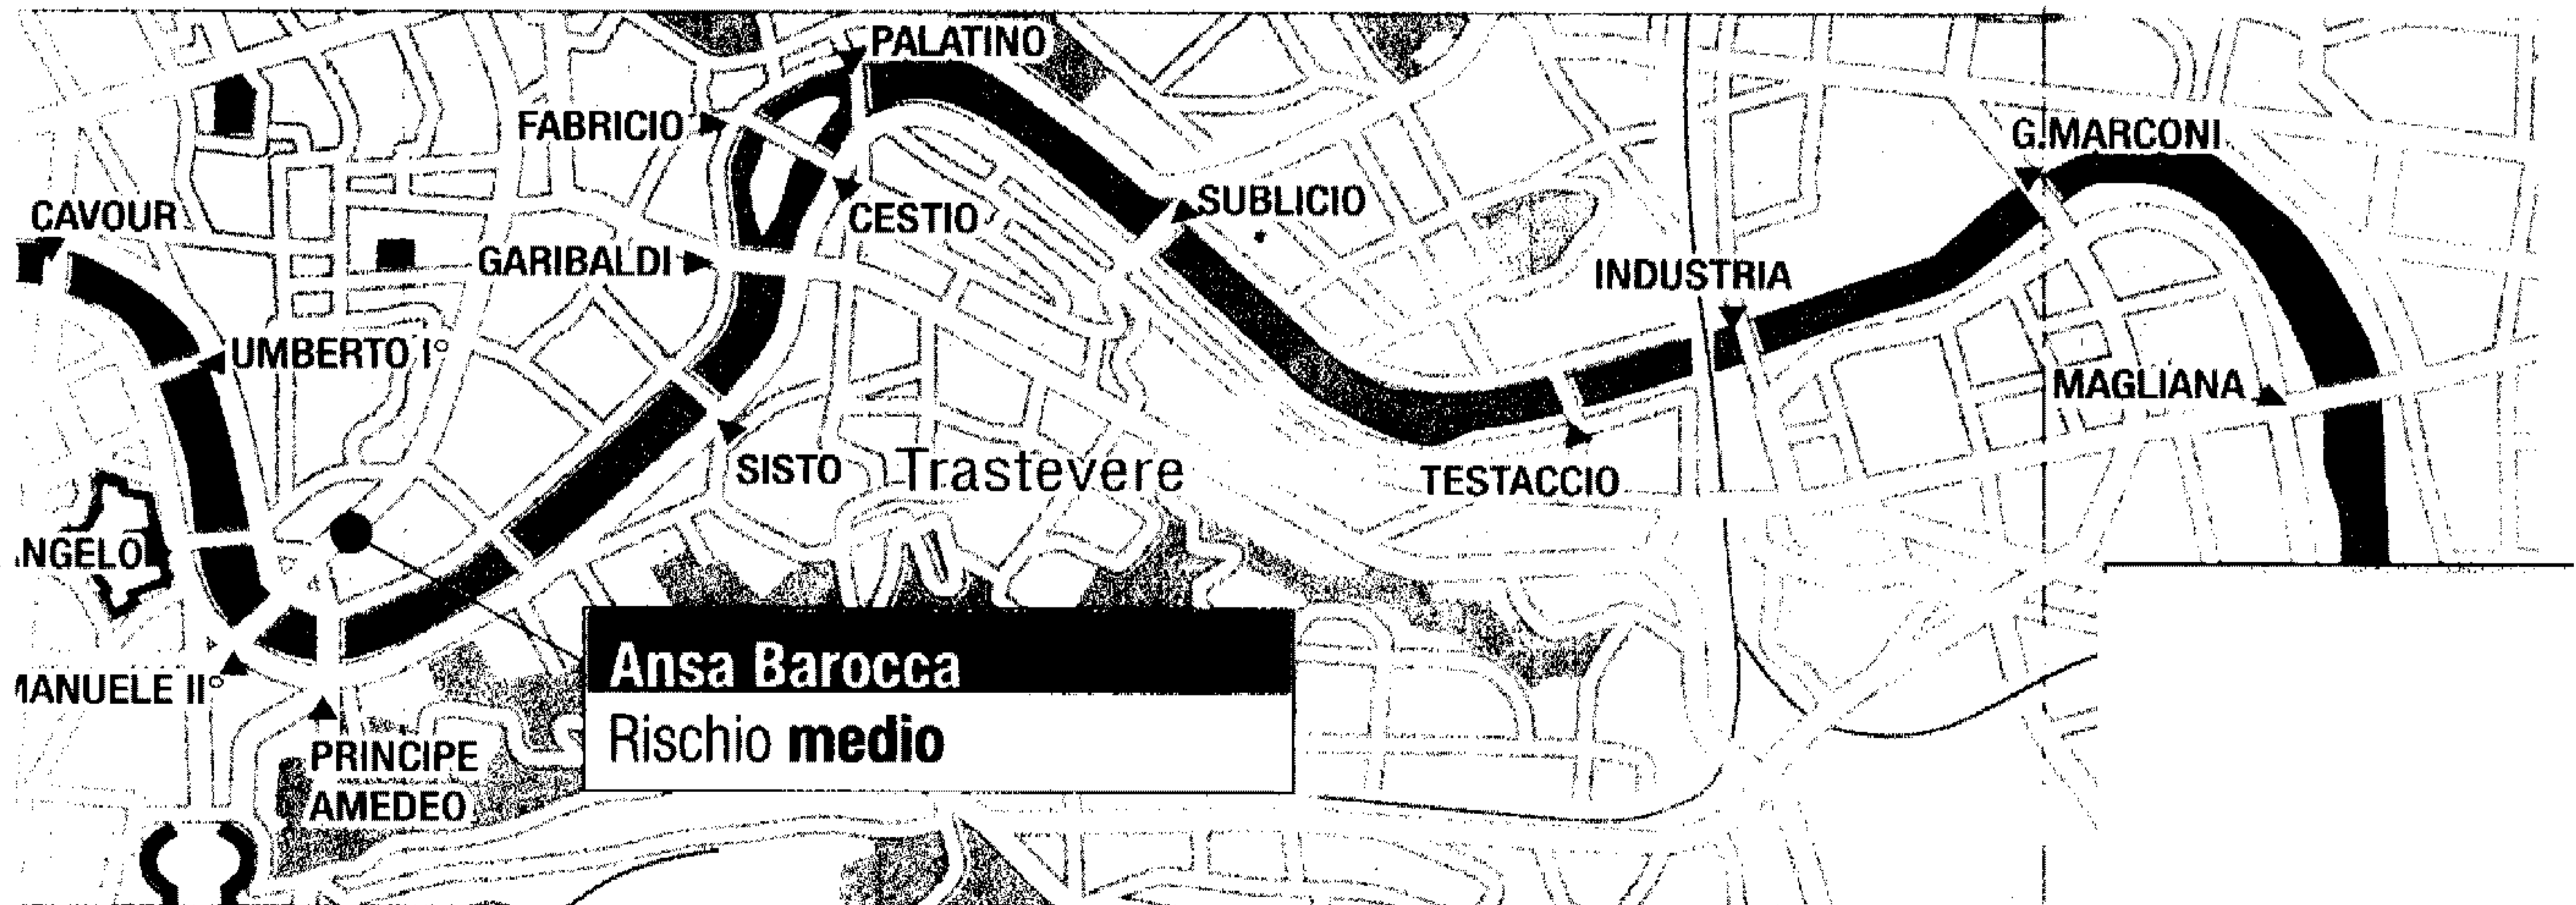 PALATINO
FABRICIO
G.MARCONI
CAVOUR
CESTIO
SUBLICIO
GARIBALDI
INDUSTRIA
UMBERTO I°
MAGLIANA
SISTO
Trastevere
TESTACCIO
NGELO
MANUELE II°
Ansa Barocca
Rischio medio
PRINCIPE
AMEDEO